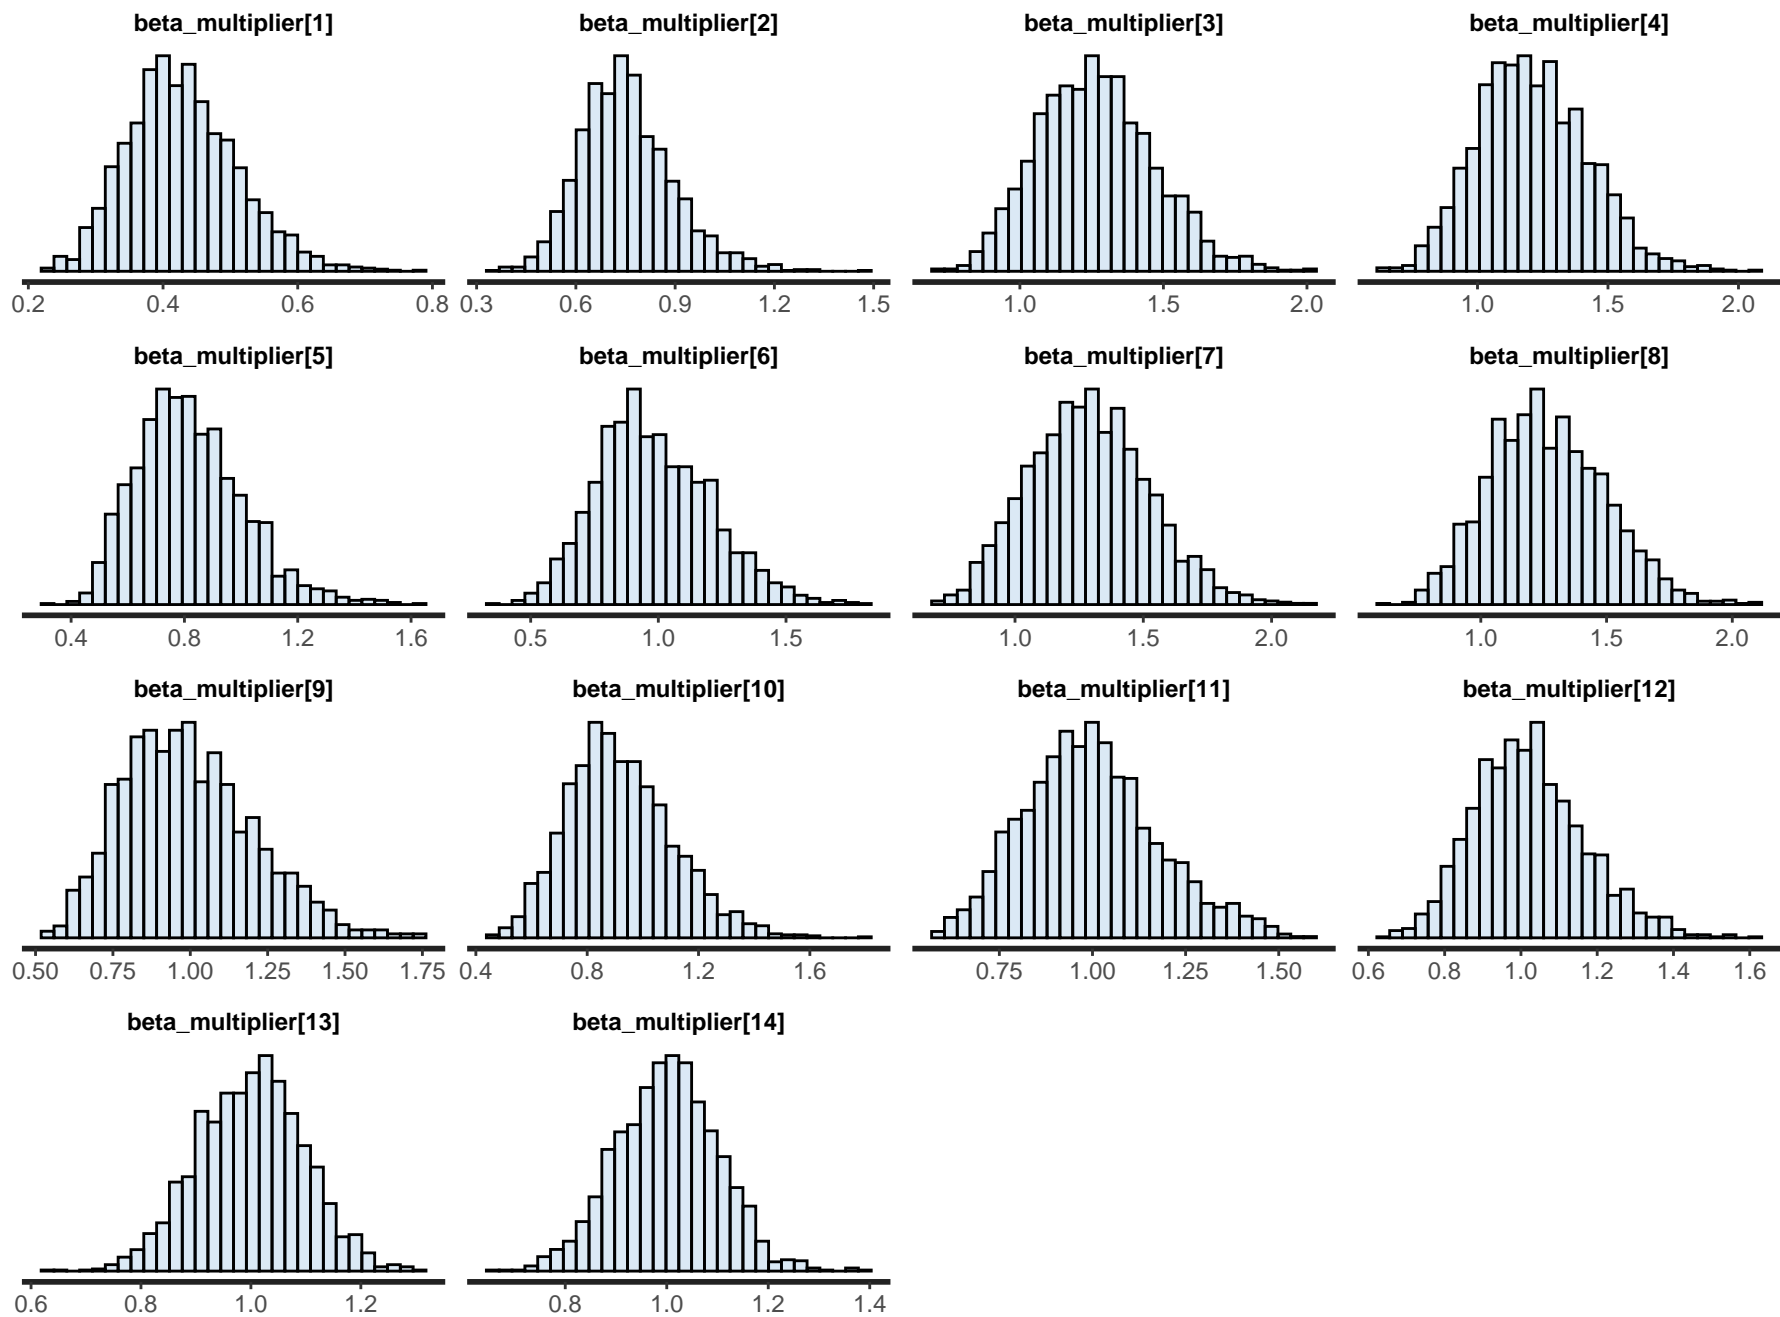 beta_multiplier[1] beta_multiplier[2] beta_multiplier[3] beta_multiplier[4]
0.2 0.4 0.6 0.8 0.3 0.6 0.9 1.2 1.5 1.0 1.5 2.0 1.0 1.5 2.0
beta_multiplier[5] beta_multiplier[6] beta_multiplier[7] beta_multiplier[8]
0.4 0.8 1.2 1.6 0.5 1.0 1.5 1.0 1.5 2.0 1.0 1.5 2.0
beta_multiplier[9] beta_multiplier[10] beta_multiplier[11] beta_multiplier[12]
0.50 0.75 1.00 1.25 1.50 1.75 0.4 0.8 1.2 1.6 0.75 1.00 1.25 1.50 0.6 0.8 1.0 1.2 1.4 1.6
beta_multiplier[13] beta_multiplier[14]
0.6 0.8 1.0 1.2 0.8 1.0 1.2 1.4